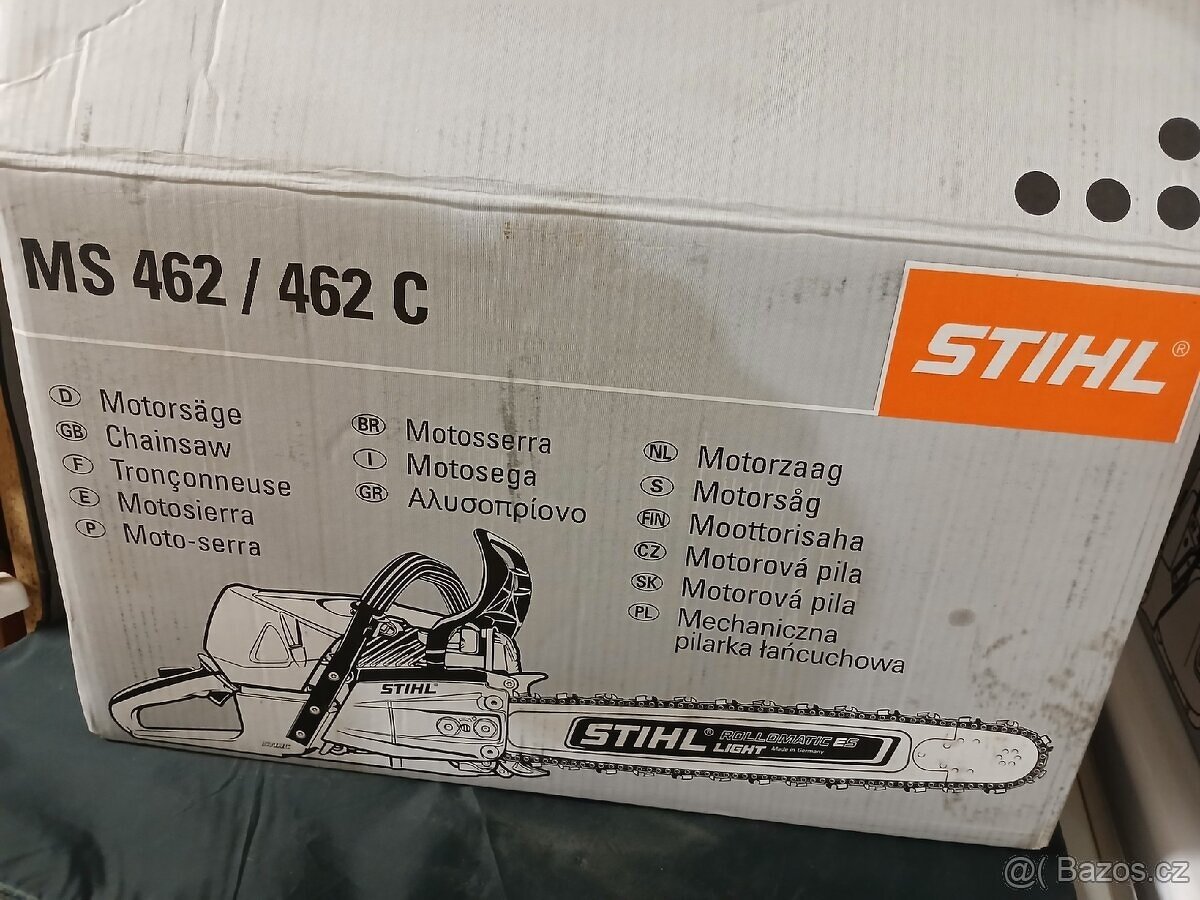 MS 462 / 462 C
STIHL®
D Motorsäge
GB Chainsaw
F Tronçonneuse
E Motosierra
P Moto-serra
BR Motosserra
I Motosega
GR Αλυσοπρίονο
NL Motorzaag
S Motorsåg
FIN Moottorisaha
CZ Motorová pila
SK Motorová pila
PL Mechaniczna
pilarka łańcuchowa
STIHL®
STIHL® ROLLOMATIC ES
LIGHT Made in Germany
@( Bazos.cz